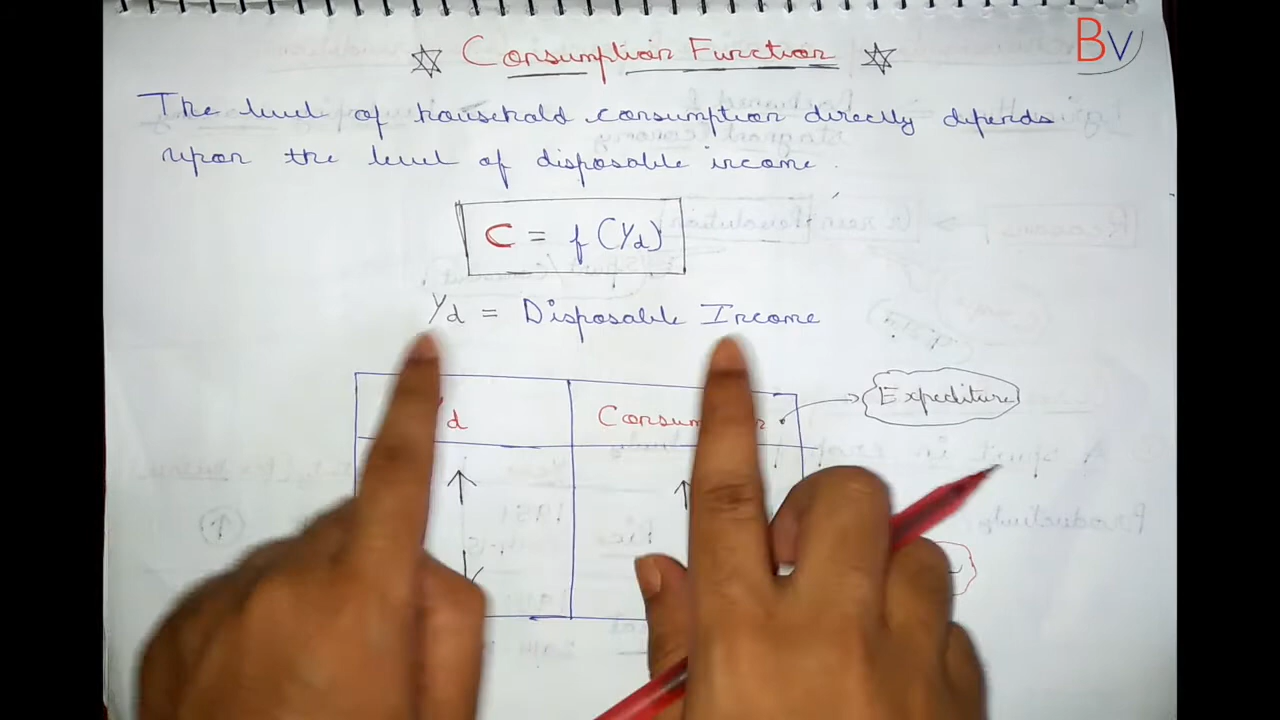 Consumption Function
BV
The level of household consumption directly depends
upon the level of disposable income.
C = f(Yd)
Yd = Disposable Income
Expediture